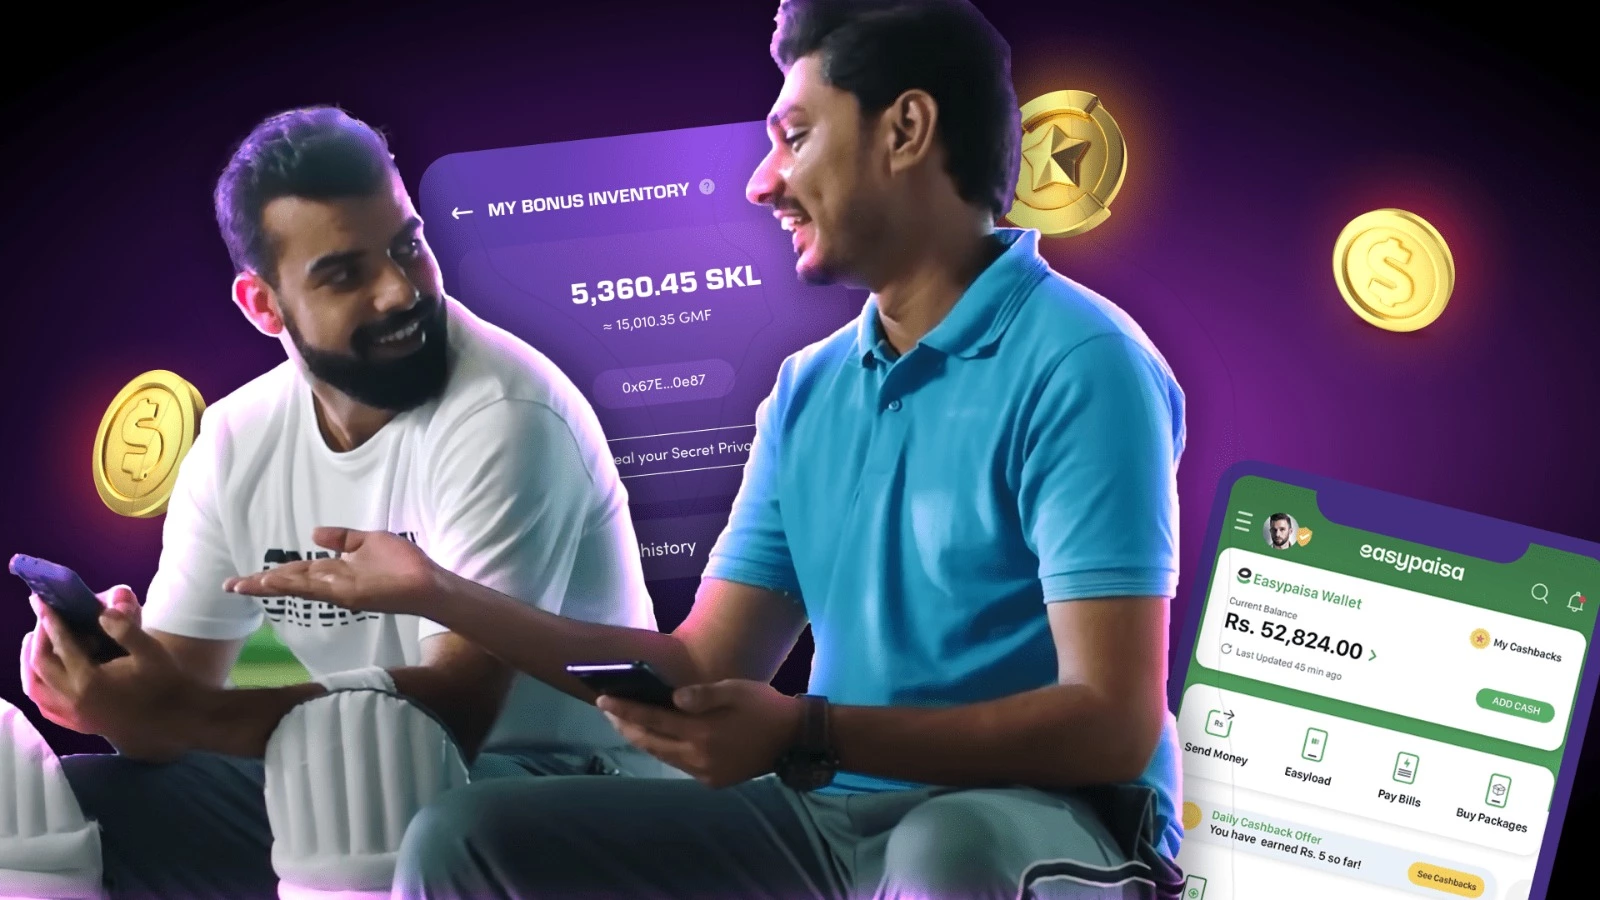 ← MY BONUS INVENTORY ?
5,360.45 SKL
≈ 15,010.35 GMF
0x67E...0e87
eal your Secret Priva
history
easypaisa
Easypaisa Wallet
Current Balance
Rs. 52,824.00 >
Last Updated 45 min ago
My Cashbacks
ADD CASH
Rs
Send Money
Easyload
Pay Bills
Buy Packages
Daily Cashback Offer
You have earned Rs. 5 so far!
See Cashbacks